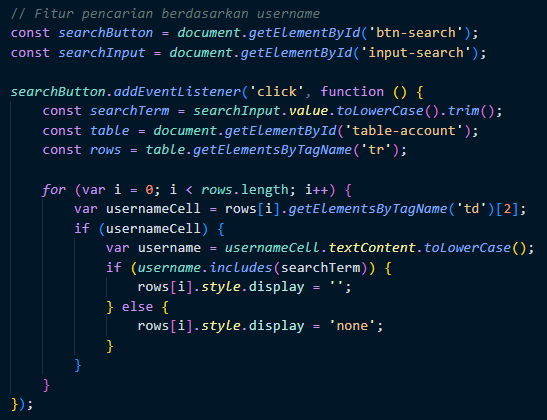 // Fitur pencarian berdasarkan username
const searchButton = document.getElementById('btn-search');
const searchInput = document.getElementById('input-search');

searchButton.addEventListener('click', function () {
    const searchTerm = searchInput.value.toLowerCase().trim();
    const table = document.getElementById('table-account');
    const rows = table.getElementsByTagName('tr');

    for (var i = 0; i < rows.length; i++) {
        var usernameCell = rows[i].getElementsByTagName('td')[2];
        if (usernameCell) {
            var username = usernameCell.textContent.toLowerCase();
            if (username.includes(searchTerm)) {
                rows[i].style.display = '';
            } else {
                rows[i].style.display = 'none';
            }
        }
    }
});